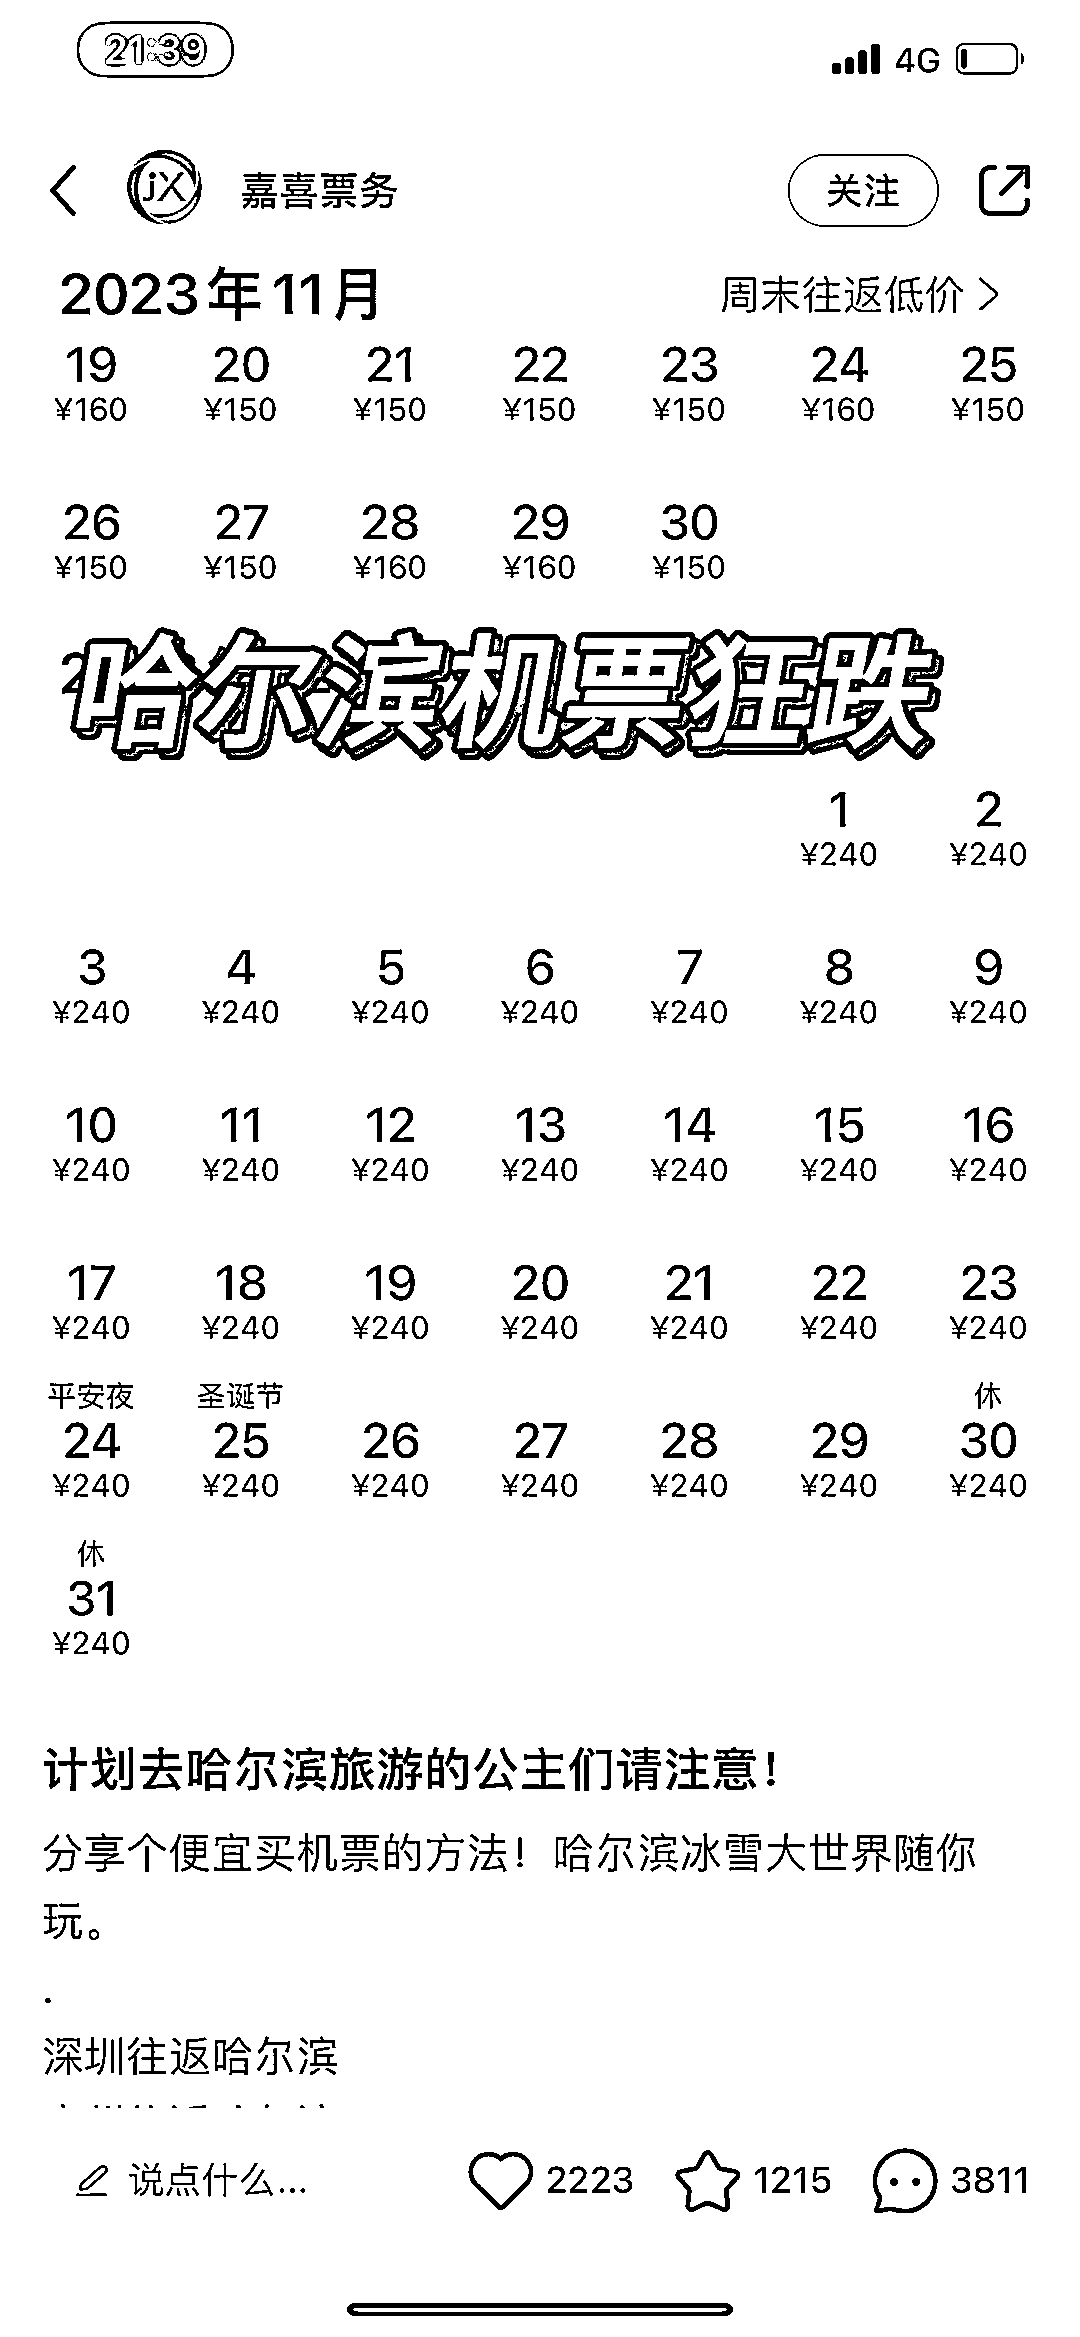 21:39 4G
嘉喜票务 关注
2023年11月 周末往返低价
19 20 21 22 23 24 25
¥160 ¥150 ¥150 ¥150 ¥150 ¥160 ¥150
26 27 28 29 30
¥150 ¥150 ¥160 ¥160 ¥150
哈尔滨机票狂跌
1 2
¥240 ¥240
3 4 5 6 7 8 9
¥240 ¥240 ¥240 ¥240 ¥240 ¥240 ¥240
10 11 12 13 14 15 16
¥240 ¥240 ¥240 ¥240 ¥240 ¥240 ¥240
17 18 19 20 21 22 23
¥240 ¥240 ¥240 ¥240 ¥240 ¥240 ¥240
平安夜 圣诞节 休
24 25 26 27 28 29 30
¥240 ¥240 ¥240 ¥240 ¥240 ¥240 ¥240
休
31
¥240
计划去哈尔滨旅游的公主们请注意！
分享个便宜买机票的方法！哈尔滨冰雪大世界随你
玩。
.
深圳往返哈尔滨
说点什么... 2223 1215 3811